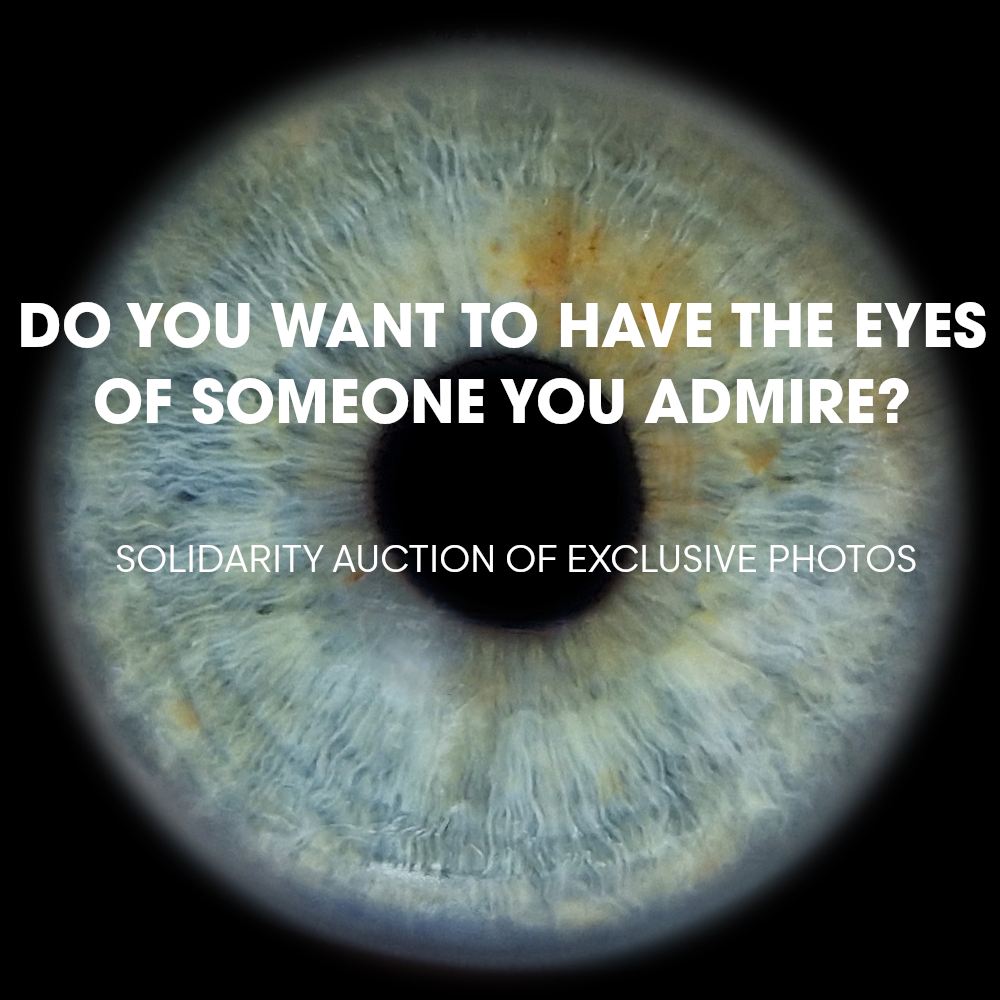 DO YOU WANT TO HAVE THE EYES
OF SOMEONE YOU ADMIRE?
SOLIDARITY AUCTION OF EXCLUSIVE PHOTOS